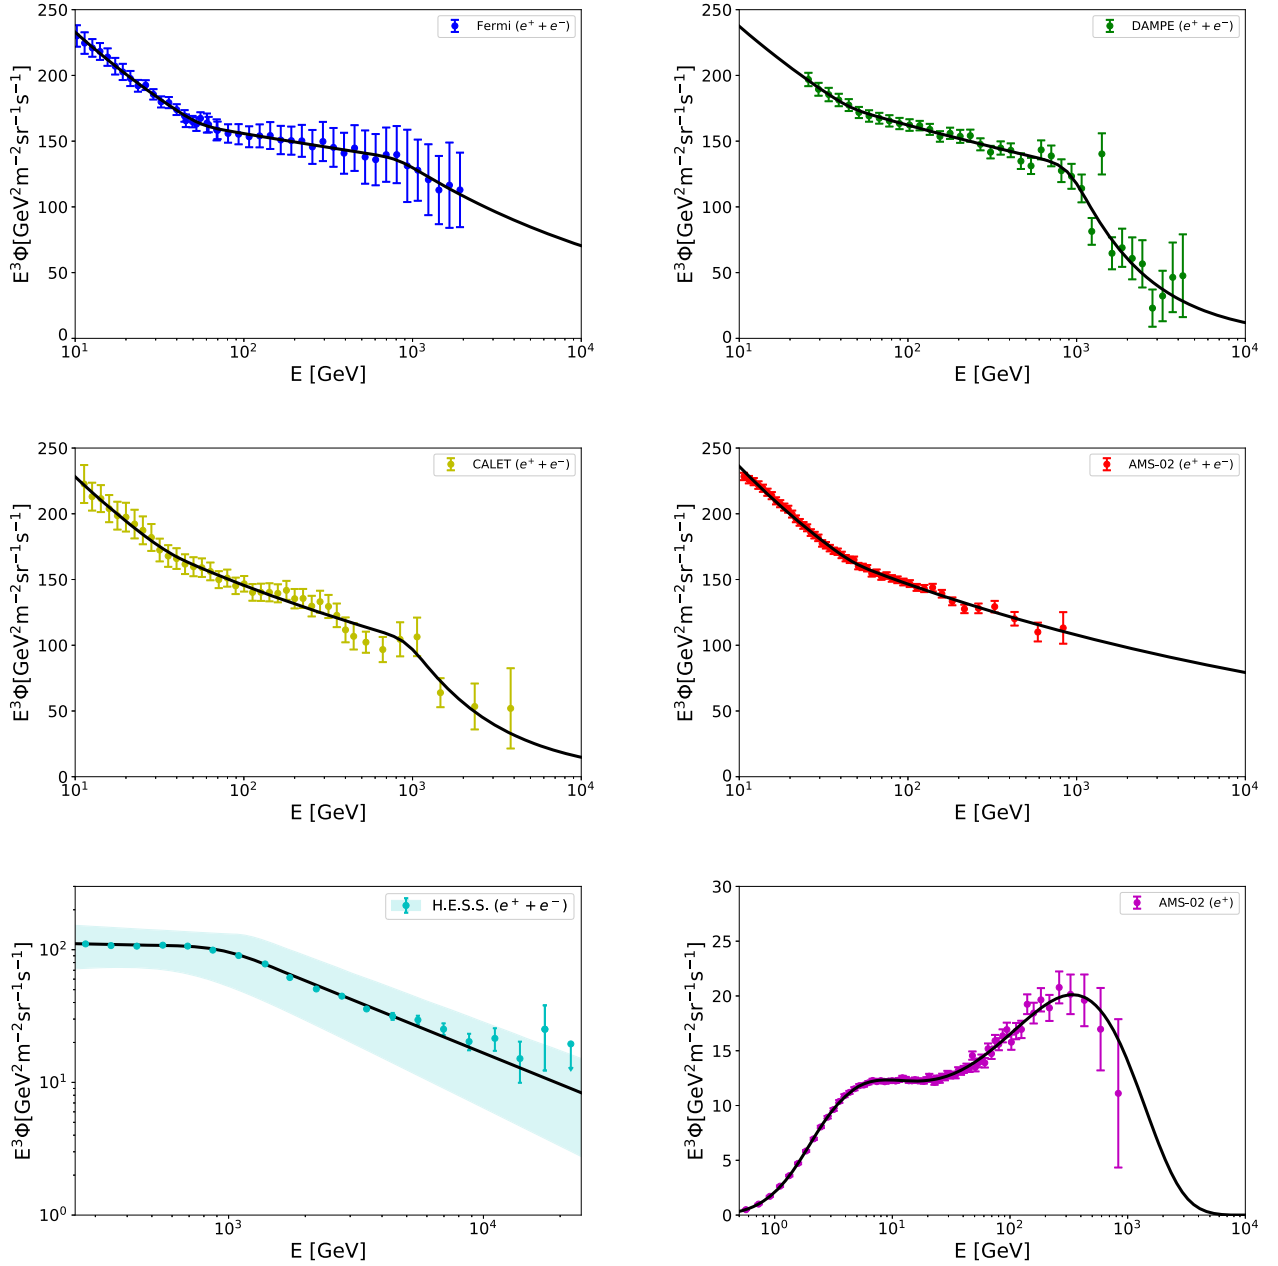 Fermi (e⁺ + e⁻)
E³Φ[GeV²m⁻²sr⁻¹s⁻¹]
250
200
150
100
50
0
10¹ 10² 10³ 10⁴
E [GeV]
DAMPE (e⁺ + e⁻)
E³Φ[GeV²m⁻²sr⁻¹s⁻¹]
250
200
150
100
50
0
10¹ 10² 10³ 10⁴
E [GeV]
CALET (e⁺ + e⁻)
E³Φ[GeV²m⁻²sr⁻¹s⁻¹]
250
200
150
100
50
0
10¹ 10² 10³ 10⁴
E [GeV]
AMS-02 (e⁺ + e⁻)
E³Φ[GeV²m⁻²sr⁻¹s⁻¹]
250
200
150
100
50
0
10¹ 10² 10³ 10⁴
E [GeV]
H.E.S.S. (e⁺ + e⁻)
E³Φ[GeV²m⁻²sr⁻¹s⁻¹]
10²
10¹
10⁰
10³ 10⁴
E [GeV]
AMS-02 (e⁺)
E³Φ[GeV²m⁻²sr⁻¹s⁻¹]
30
25
20
15
10
5
0
10⁰ 10¹ 10² 10³ 10⁴
E [GeV]